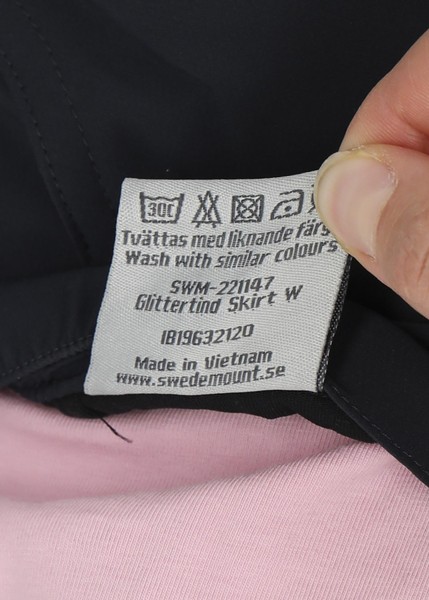 30C
Tvättas med liknande färg
Wash with similar colours
SWM-221147
Glittertind Skirt W
IB19632120
Made in Vietnam
www.swedemount.se